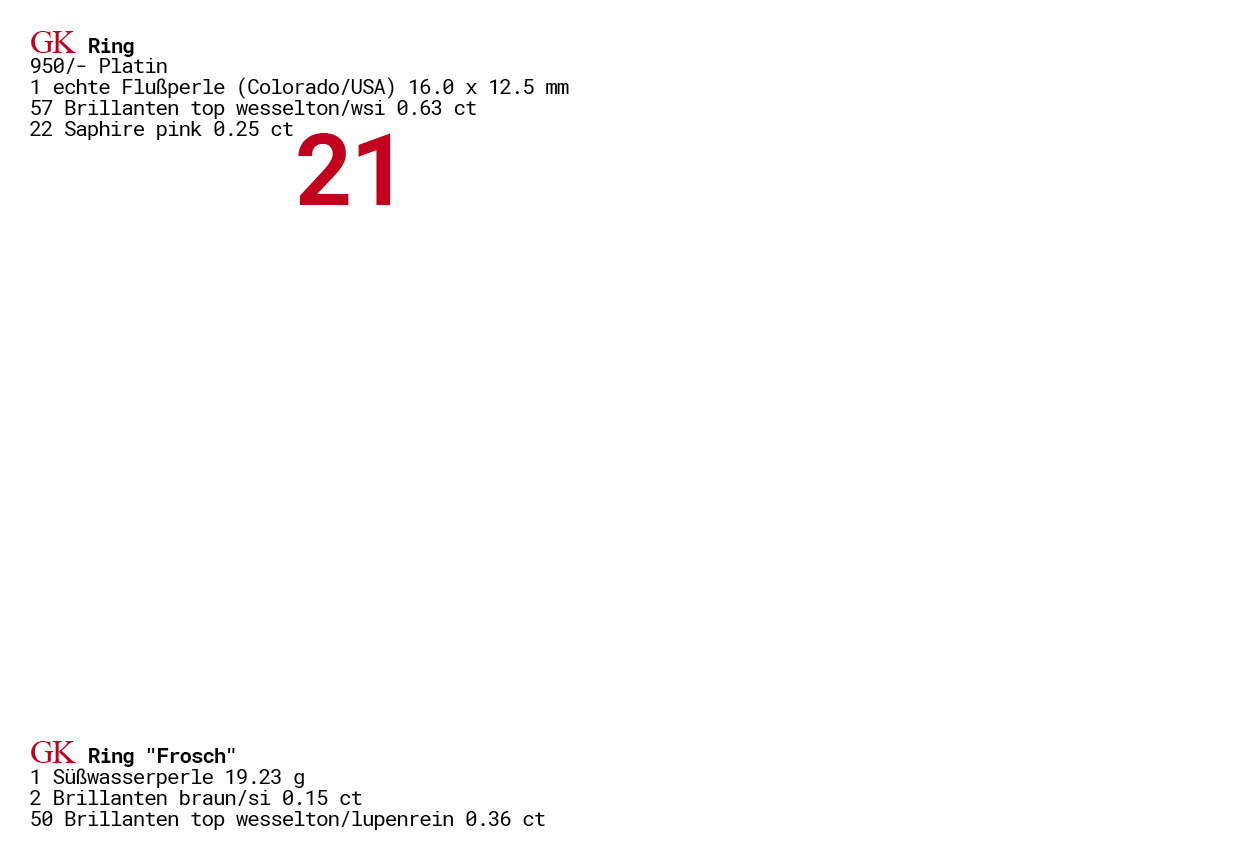 GK Ring
950/- Platin
1 echte Flußperle (Colorado/USA) 16.0 x 12.5 mm
57 Brillanten top wesselton/wsi 0.63 ct
22 Saphire pink 0.25 ct
21
GK Ring "Frosch"
1 Süßwasserperle 19.23 g
2 Brillanten braun/si 0.15 ct
50 Brillanten top wesselton/lupenrein 0.36 ct